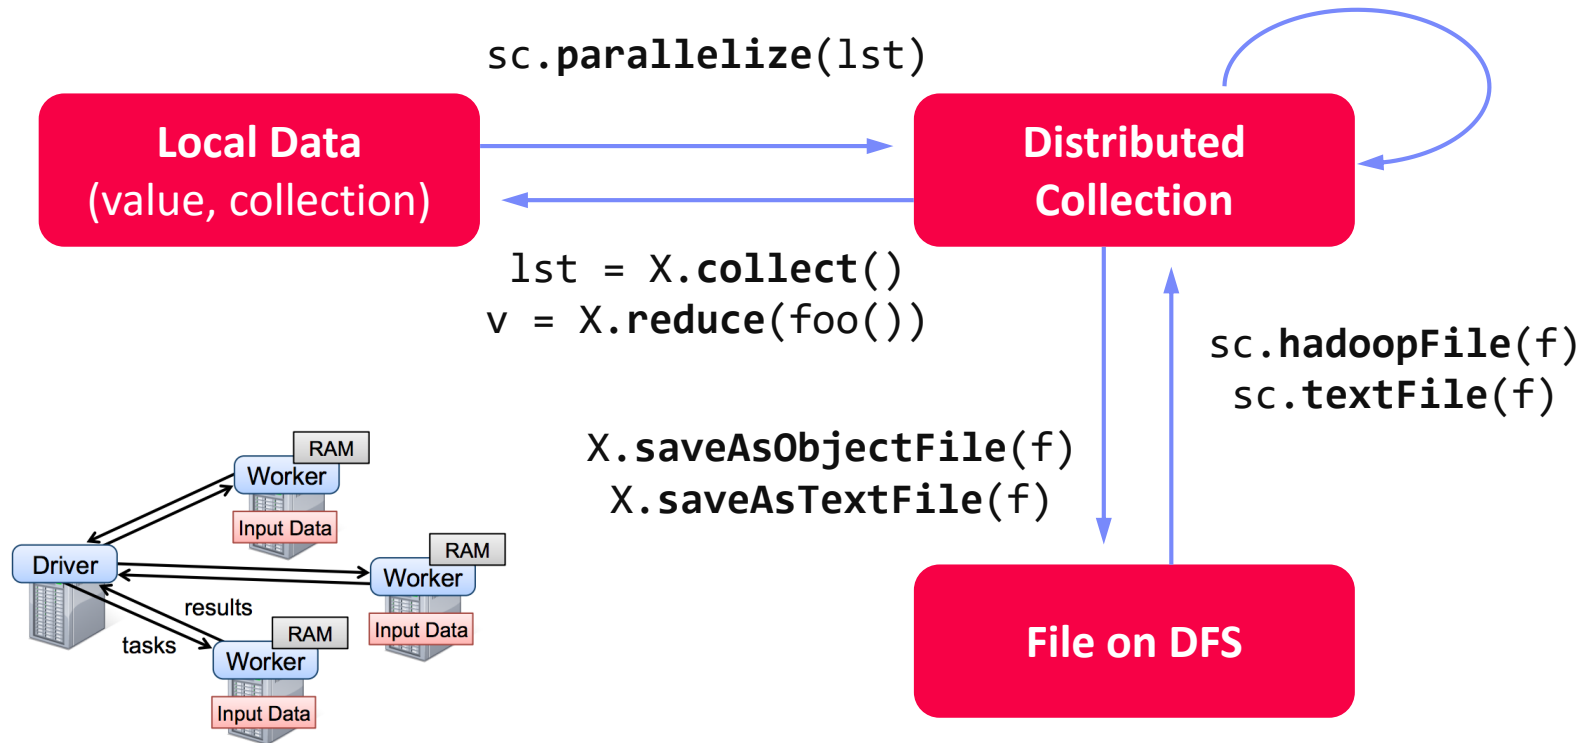 sc.parallelize(lst)
Local Data
(value, collection)
Distributed
Collection
lst = X.collect()
v = X.reduce(foo())
sc.hadoopFile(f)
sc.textFile(f)
X.saveAsObjectFile(f)
X.saveAsTextFile(f)
File on DFS
RAM
Worker
Input Data
Driver
RAM
Worker
Input Data
results
tasks
RAM
Worker
Input Data